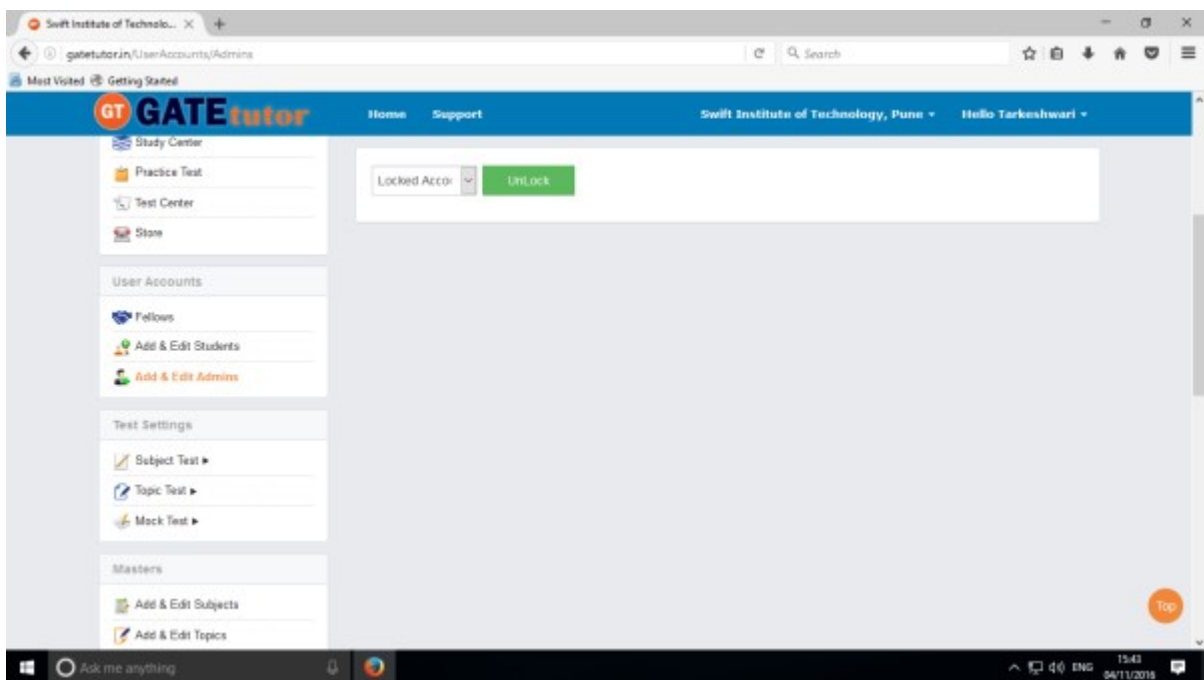 Swift Institute of Technolo...
gatetutor.in/UserAccounts/Admins
Search
Most Visited Getting Started
GT GATEtutor Home Support Swift Institute of Technology, Pune Hello Tarkeshwari
Study Center
Practice Test
Test Center
Store
Locked Accou UnLock
User Accounts
Fellows
Add & Edit Students
Add & Edit Admins
Test Settings
Subject Test
Topic Test
Mock Test
Masters
Add & Edit Subjects
Add & Edit Topics
Top
Ask me anything
ENG
15:43
04/11/2016